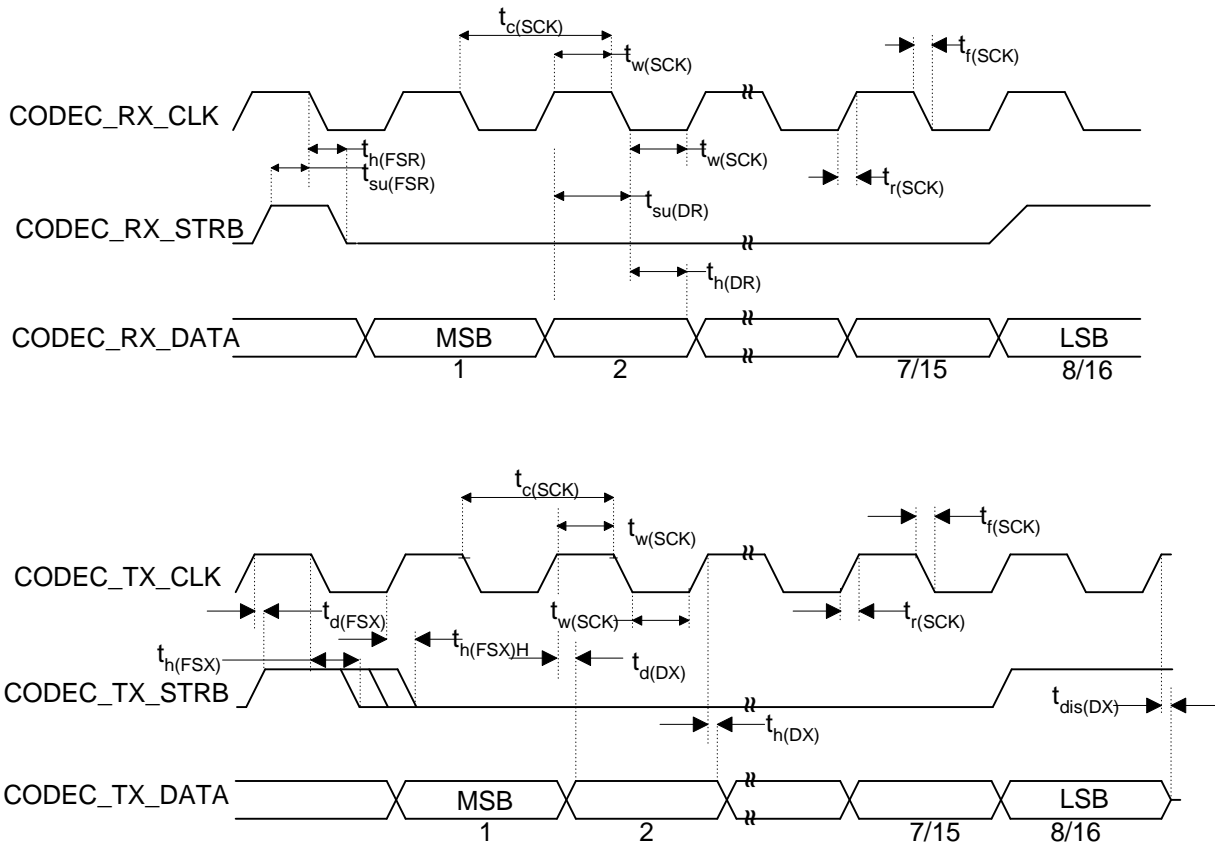 tc(SCK)
tw(SCK)
tf(SCK)
CODEC_RX_CLK
th(FSR)
tw(SCK)
tsu(FSR)
tr(SCK)
tsu(DR)
CODEC_RX_STRB
th(DR)
CODEC_RX_DATA
MSB
LSB
1
2
7/15
8/16
tc(SCK)
tw(SCK)
tf(SCK)
CODEC_TX_CLK
td(FSX)
tw(SCK)
tr(SCK)
th(FSX)
th(FSX)H
td(DX)
CODEC_TX_STRB
tdis(DX)
th(DX)
CODEC_TX_DATA
MSB
LSB
1
2
7/15
8/16